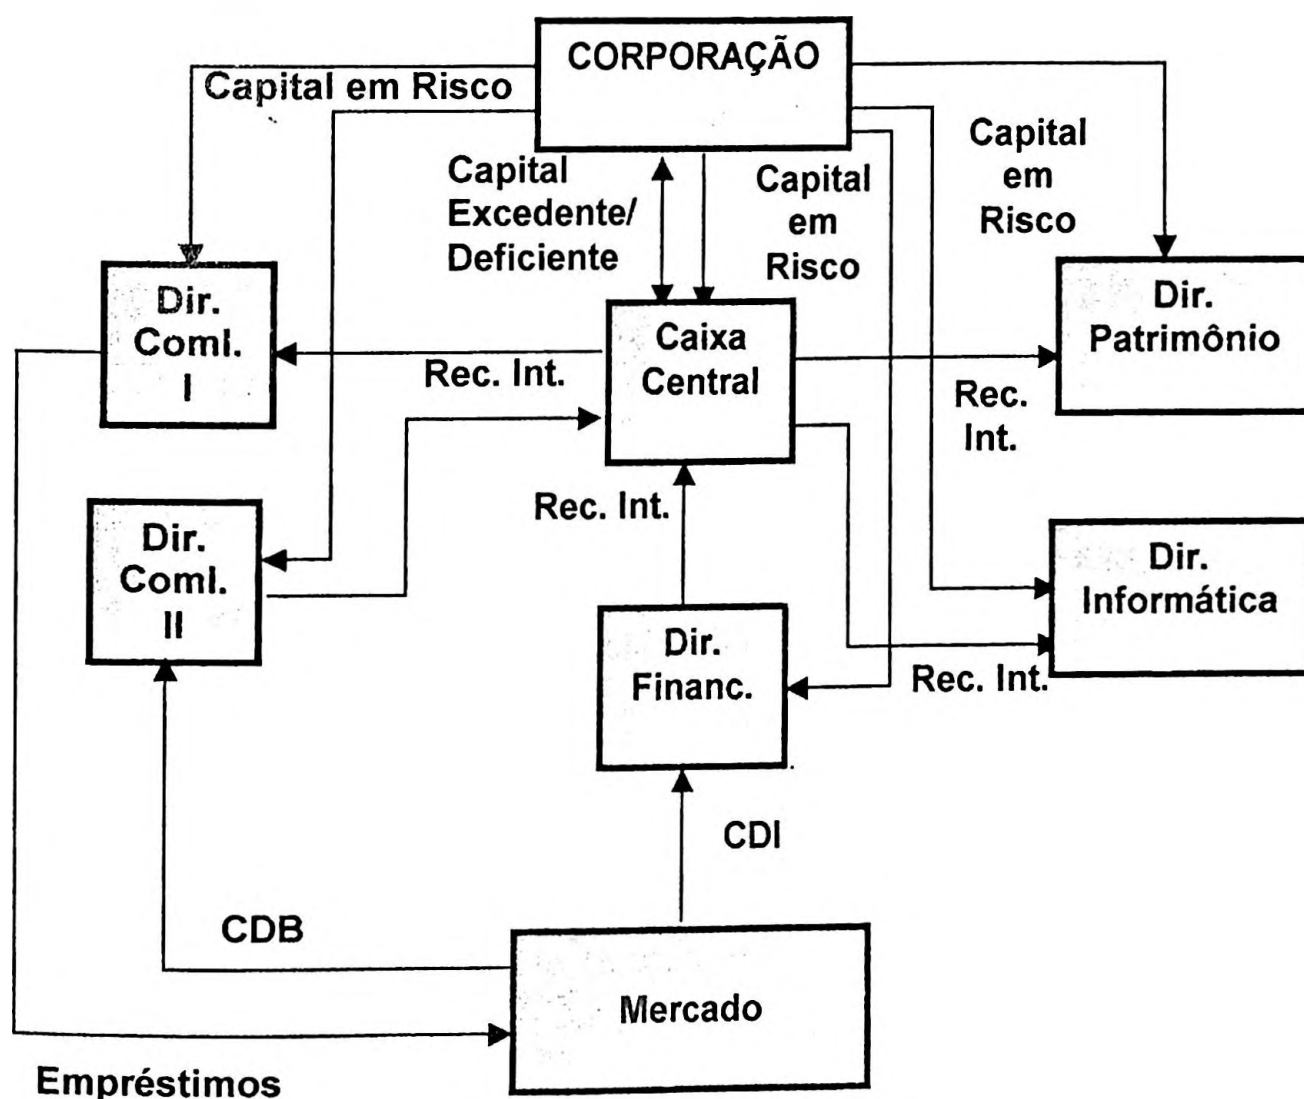 CORPORAÇÃO
Capital em Risco
Capital
Excedente/
Deficiente
Capital
em
Risco
Capital
em
Risco
Dir.
Coml.
I
Rec. Int.
Caixa
Central
Dir.
Patrimônio
Rec.
Int.
Rec. Int.
Dir.
Coml.
II
Dir.
Informática
Dir.
Financ.
Rec. Int.
CDI
CDB
Mercado
Empréstimos